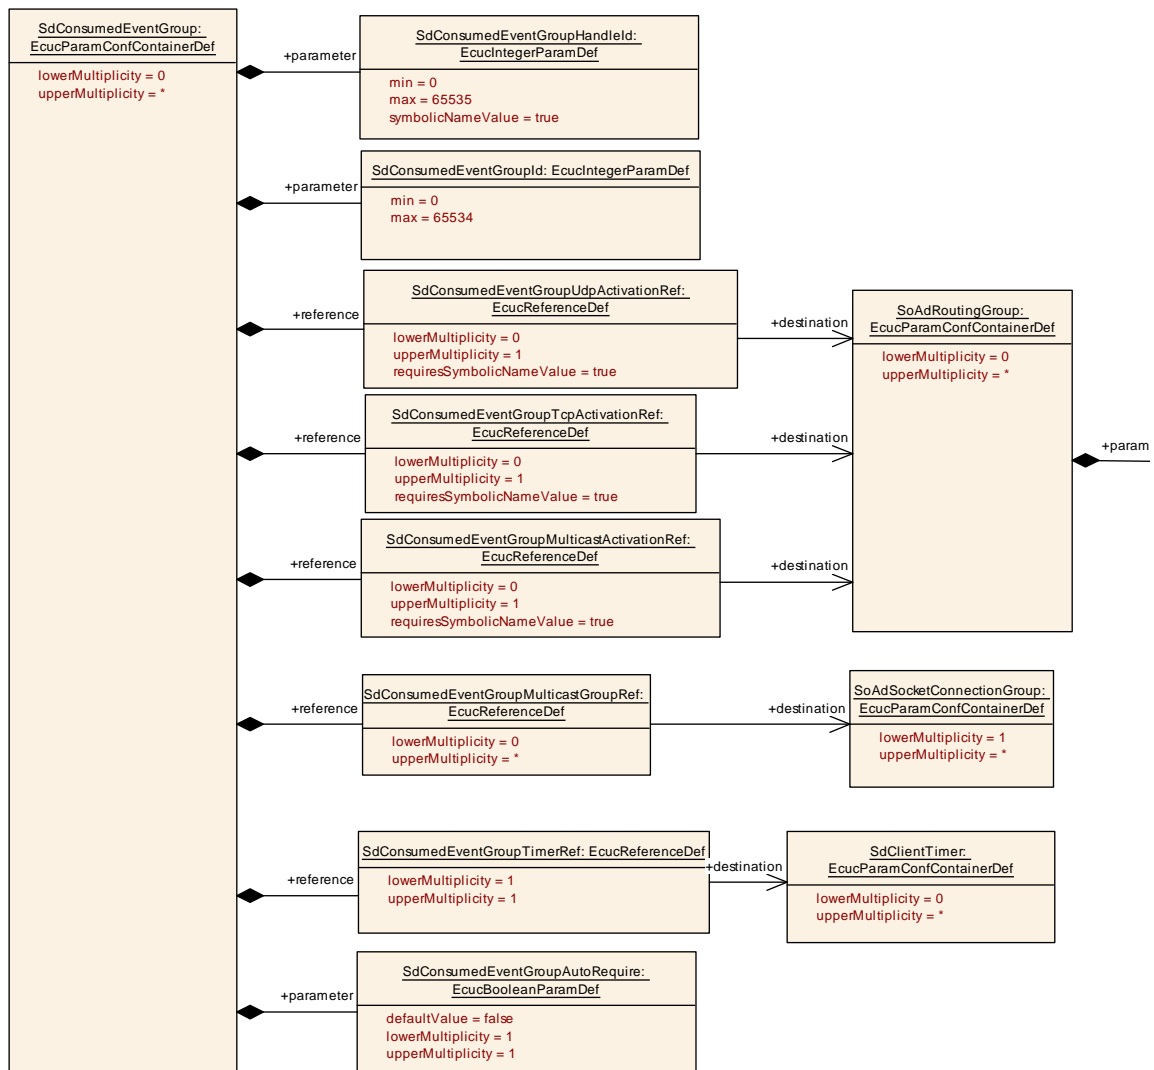 SdConsumedEventGroup:
EcucParamConfContainerDef
lowerMultiplicity = 0
upperMultiplicity = *
+parameter
SdConsumedEventGroupHandleId:
EcucIntegerParamDef
min = 0
max = 65535
symbolicNameValue = true
+parameter
SdConsumedEventGroupId: EcucIntegerParamDef
min = 0
max = 65534
+reference
SdConsumedEventGroupUdpActivationRef:
EcucReferenceDef
lowerMultiplicity = 0
upperMultiplicity = 1
requiresSymbolicNameValue = true
+destination
SoAdRoutingGroup:
EcucParamConfContainerDef
lowerMultiplicity = 0
upperMultiplicity = *
+param
+reference
SdConsumedEventGroupTcpActivationRef:
EcucReferenceDef
lowerMultiplicity = 0
upperMultiplicity = 1
requiresSymbolicNameValue = true
+destination
+reference
SdConsumedEventGroupMulticastActivationRef:
EcucReferenceDef
lowerMultiplicity = 0
upperMultiplicity = 1
requiresSymbolicNameValue = true
+destination
+reference
SdConsumedEventGroupMulticastGroupRef:
EcucReferenceDef
lowerMultiplicity = 0
upperMultiplicity = *
+destination
SoAdSocketConnectionGroup:
EcucParamConfContainerDef
lowerMultiplicity = 1
upperMultiplicity = *
+reference
SdConsumedEventGroupTimerRef: EcucReferenceDef
lowerMultiplicity = 1
upperMultiplicity = 1
+destination
SdClientTimer:
EcucParamConfContainerDef
lowerMultiplicity = 0
upperMultiplicity = *
+parameter
SdConsumedEventGroupAutoRequire:
EcucBooleanParamDef
defaultValue = false
lowerMultiplicity = 1
upperMultiplicity = 1